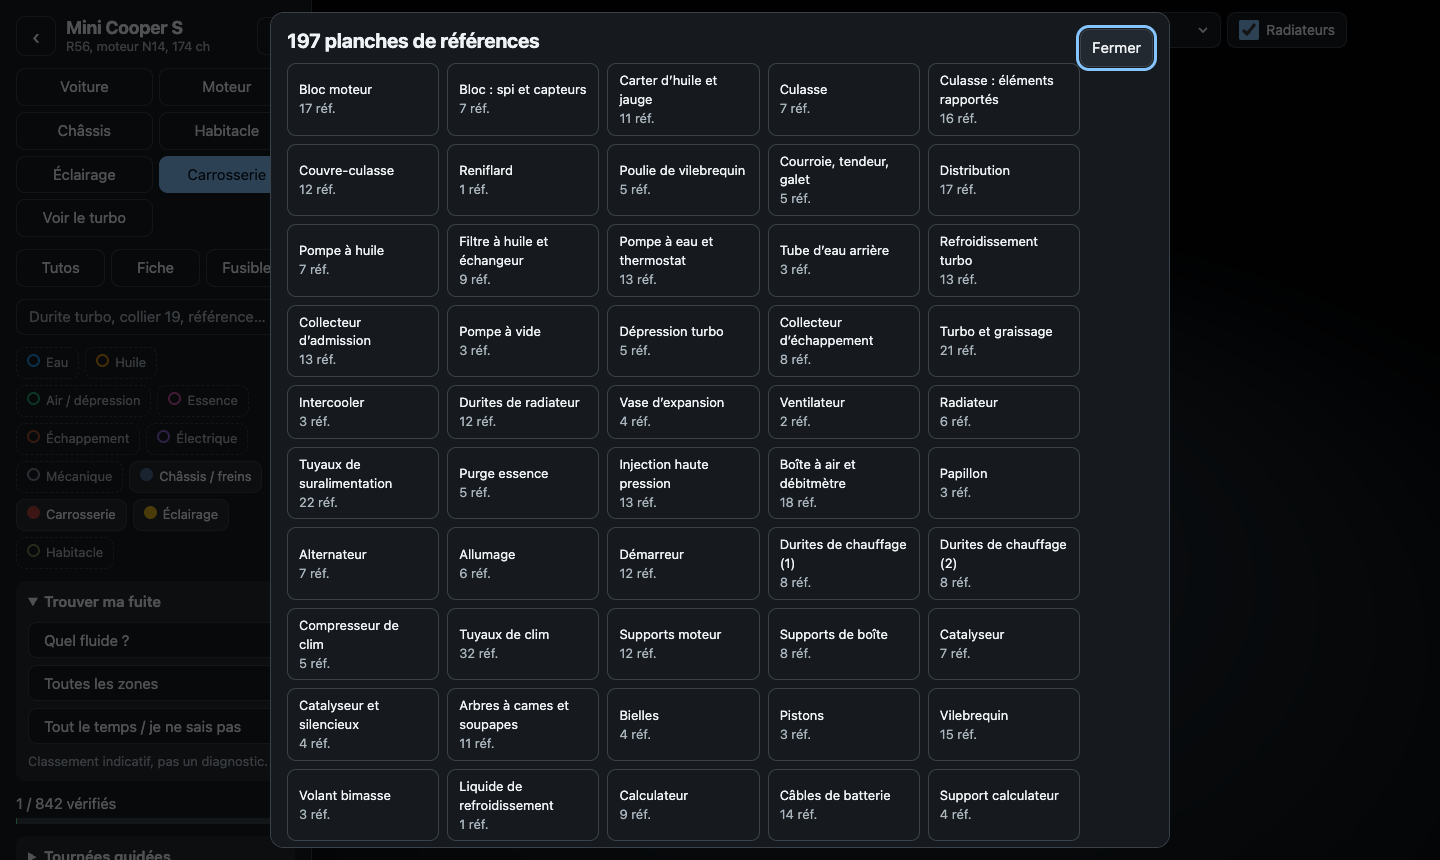 Mini Cooper S
R56, moteur N14, 174 ch
Voiture
Moteur
Châssis
Habitacle
Éclairage
Carrosserie
Voir le turbo
Tutos
Fiche
Fusible
Durite turbo, collier 19, référence...
Eau
Huile
Air / dépression
Essence
Échappement
Électrique
Mécanique
Châssis / freins
Carrosserie
Éclairage
Habitacle
Trouver ma fuite
Quel fluide ?
Toutes les zones
Tout le temps / je ne sais pas
Classement indicatif, pas un diagnostic.
1 / 842 vérifiés
Tournées guidées
197 planches de références
Fermer
Radiateurs
Bloc moteur
17 réf.
Bloc : spi et capteurs
7 réf.
Carter d’huile et
jauge
11 réf.
Culasse
7 réf.
Culasse : éléments
rapportés
16 réf.
Couvre-culasse
12 réf.
Reniflard
1 réf.
Poulie de vilebrequin
5 réf.
Courroie, tendeur,
galet
5 réf.
Distribution
17 réf.
Pompe à huile
7 réf.
Filtre à huile et
échangeur
9 réf.
Pompe à eau et
thermostat
13 réf.
Tube d’eau arrière
3 réf.
Refroidissement
turbo
13 réf.
Collecteur
d’admission
13 réf.
Pompe à vide
3 réf.
Dépression turbo
5 réf.
Collecteur
d’échappement
8 réf.
Turbo et graissage
21 réf.
Intercooler
3 réf.
Durites de radiateur
12 réf.
Vase d’expansion
4 réf.
Ventilateur
2 réf.
Radiateur
6 réf.
Tuyaux de
suralimentation
22 réf.
Purge essence
5 réf.
Injection haute
pression
13 réf.
Boîte à air et
débitmètre
18 réf.
Papillon
3 réf.
Alternateur
7 réf.
Allumage
6 réf.
Démarreur
12 réf.
Durites de chauffage
(1)
8 réf.
Durites de chauffage
(2)
8 réf.
Compresseur de
clim
5 réf.
Tuyaux de clim
32 réf.
Supports moteur
12 réf.
Supports de boîte
8 réf.
Catalyseur
7 réf.
Catalyseur et
silencieux
4 réf.
Arbres à cames et
soupapes
11 réf.
Bielles
4 réf.
Pistons
3 réf.
Vilebrequin
15 réf.
Volant bimasse
3 réf.
Liquide de
refroidissement
1 réf.
Calculateur
9 réf.
Câbles de batterie
14 réf.
Support calculateur
4 réf.